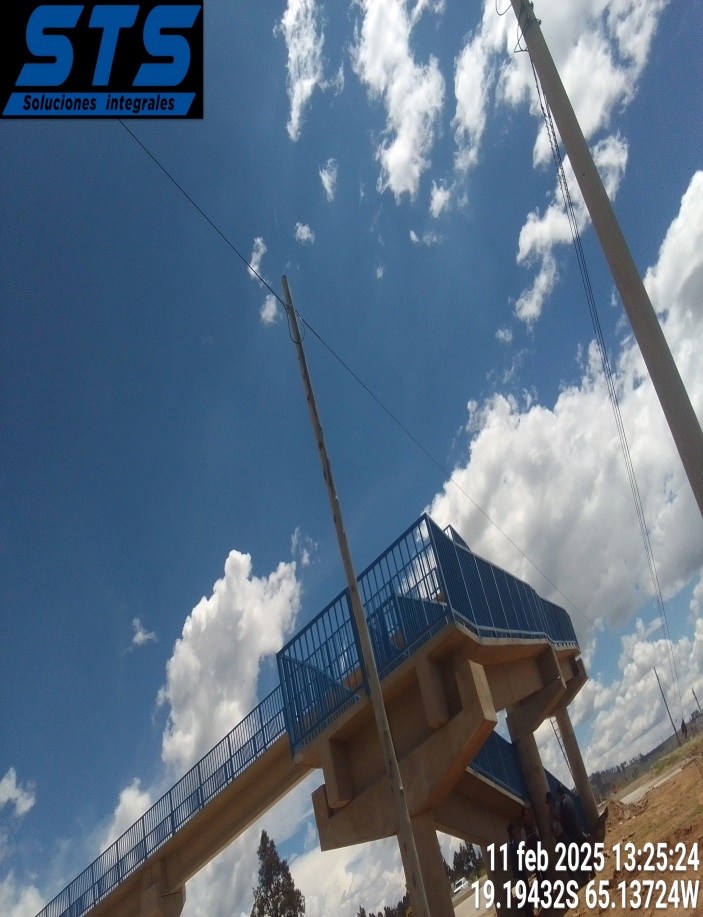 STS
Soluciones integrales
11 feb 2025 13:25:24
19.19432S 65.13724W